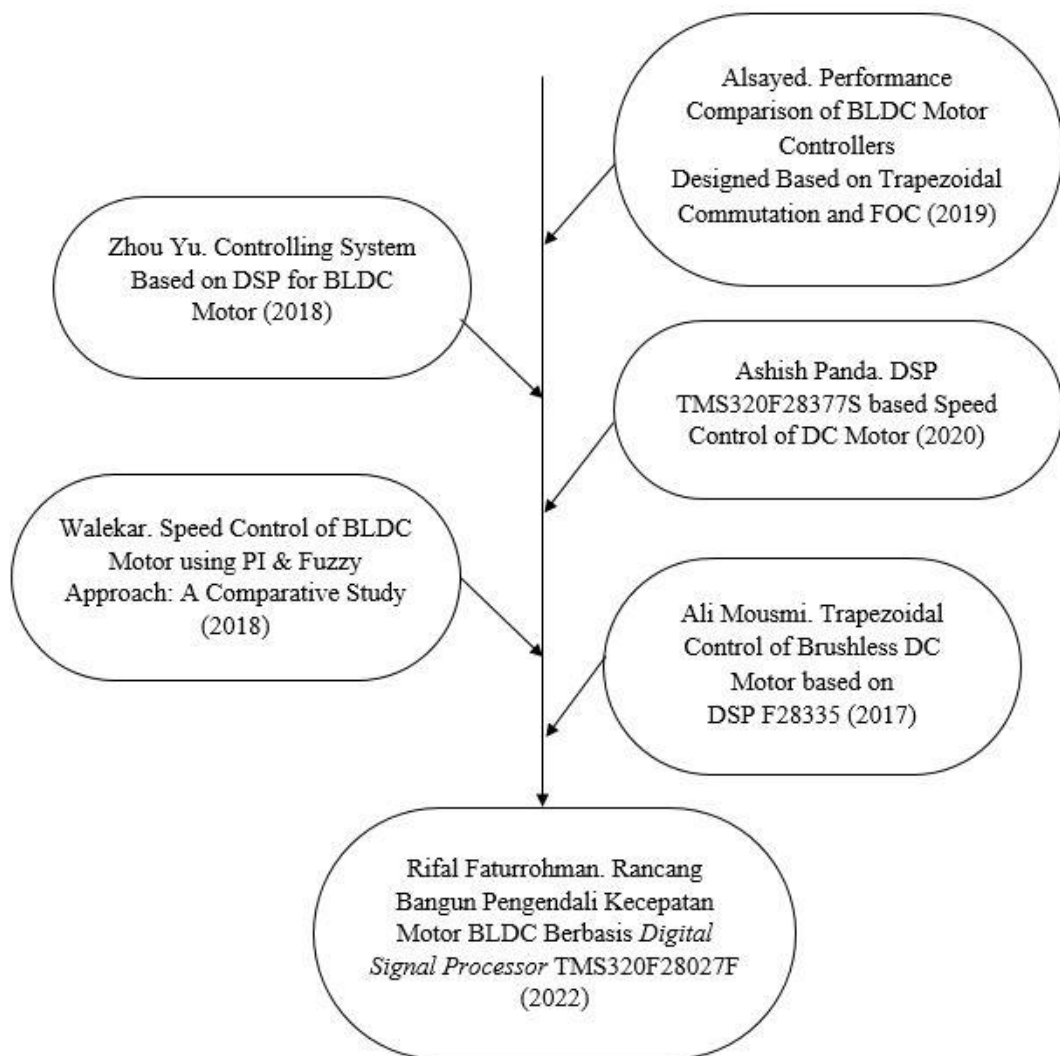 Alsayed. Performance
Comparison of BLDC Motor
Controllers
Designed Based on Trapezoidal
Commutation and FOC (2019)
Zhou Yu. Controlling System
Based on DSP for BLDC
Motor (2018)
Ashish Panda. DSP
TMS320F28377S based Speed
Control of DC Motor (2020)
Walekar. Speed Control of BLDC
Motor using PI & Fuzzy
Approach: A Comparative Study
(2018)
Ali Mousmi. Trapezoidal
Control of Brushless DC
Motor based on
DSP F28335 (2017)
Rifal Faturrohman. Rancang
Bangun Pengendali Kecepatan
Motor BLDC Berbasis Digital
Signal Processor TMS320F28027F
(2022)